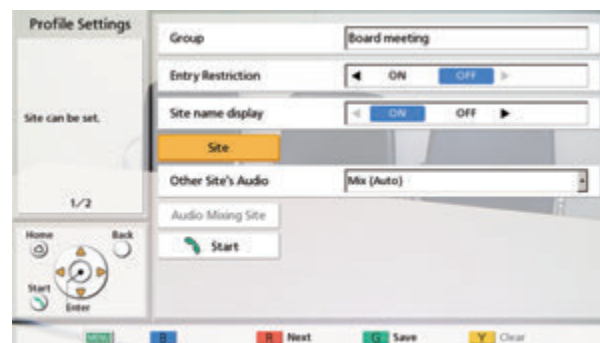 Profile Settings
Site can be set.
1/2
Home
Back
Start
Enter
Group
Board meeting
Entry Restriction
ON
OFF
Site name display
ON
OFF
Site
Other Site's Audio
Mix (Auto)
Audio Mixing Site
Start
MENU
B
R Next
G Save
Y Clear